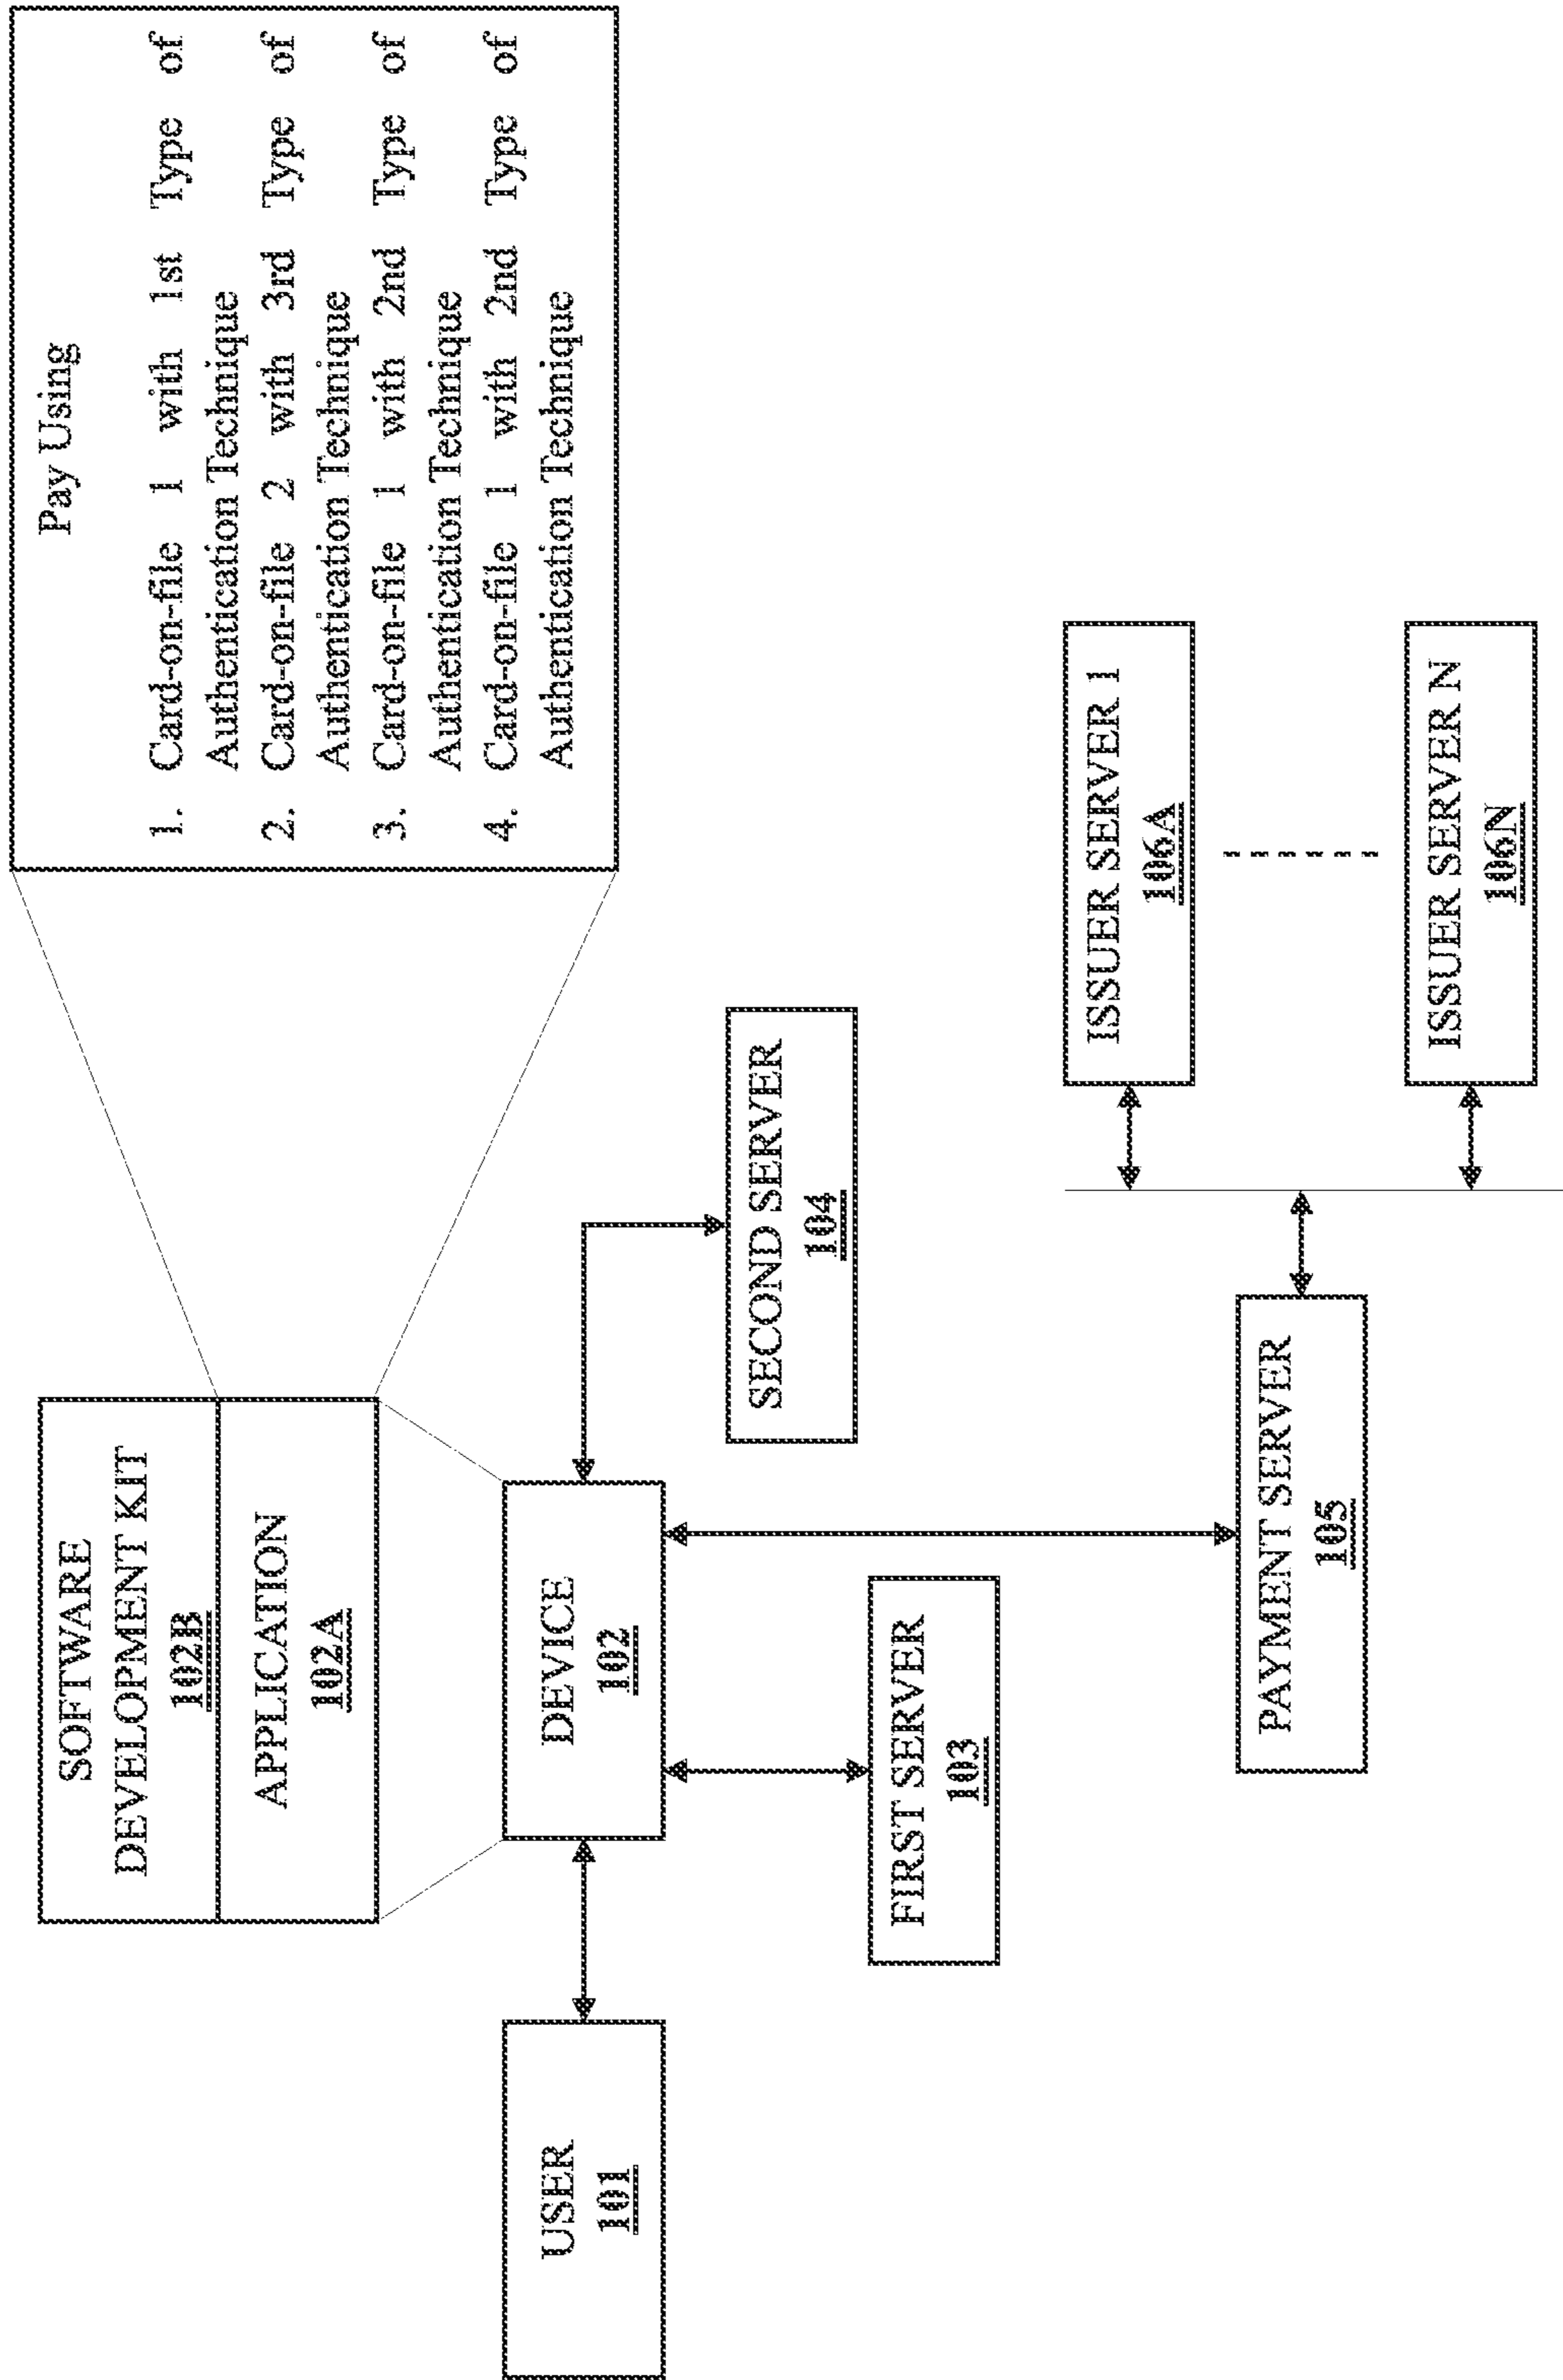 Pay Using
1. Card-on-file 1 with 1st Type of
Authentication Technique
2. Card-on-file 2 with 3rd Type of
Authentication Technique
3. Card-on-file 1 with 2nd Type of
Authentication Technique
4. Card-on-file 1 with 2nd Type of
Authentication Technique
SOFTWARE
DEVELOPMENT KIT
102B
APPLICATION
102A
USER
101
DEVICE
102
SECOND SERVER
104
FIRST SERVER
103
PAYMENT SERVER
105
ISSUER SERVER 1
106A
ISSUER SERVER N
106N